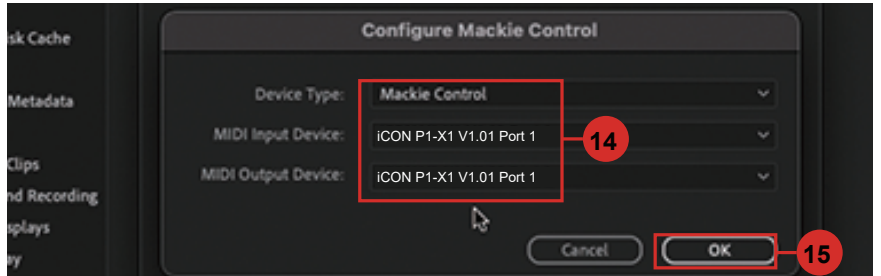 Configure Mackie Control
isk Cache
Device Type: Mackie Control
Metadata
MIDI Input Device: iCON P1-X1 V1.01 Port 1
14
Clips
MIDI Output Device: iCON P1-X1 V1.01 Port 1
nd Recording
splays
ay
Cancel OK 15